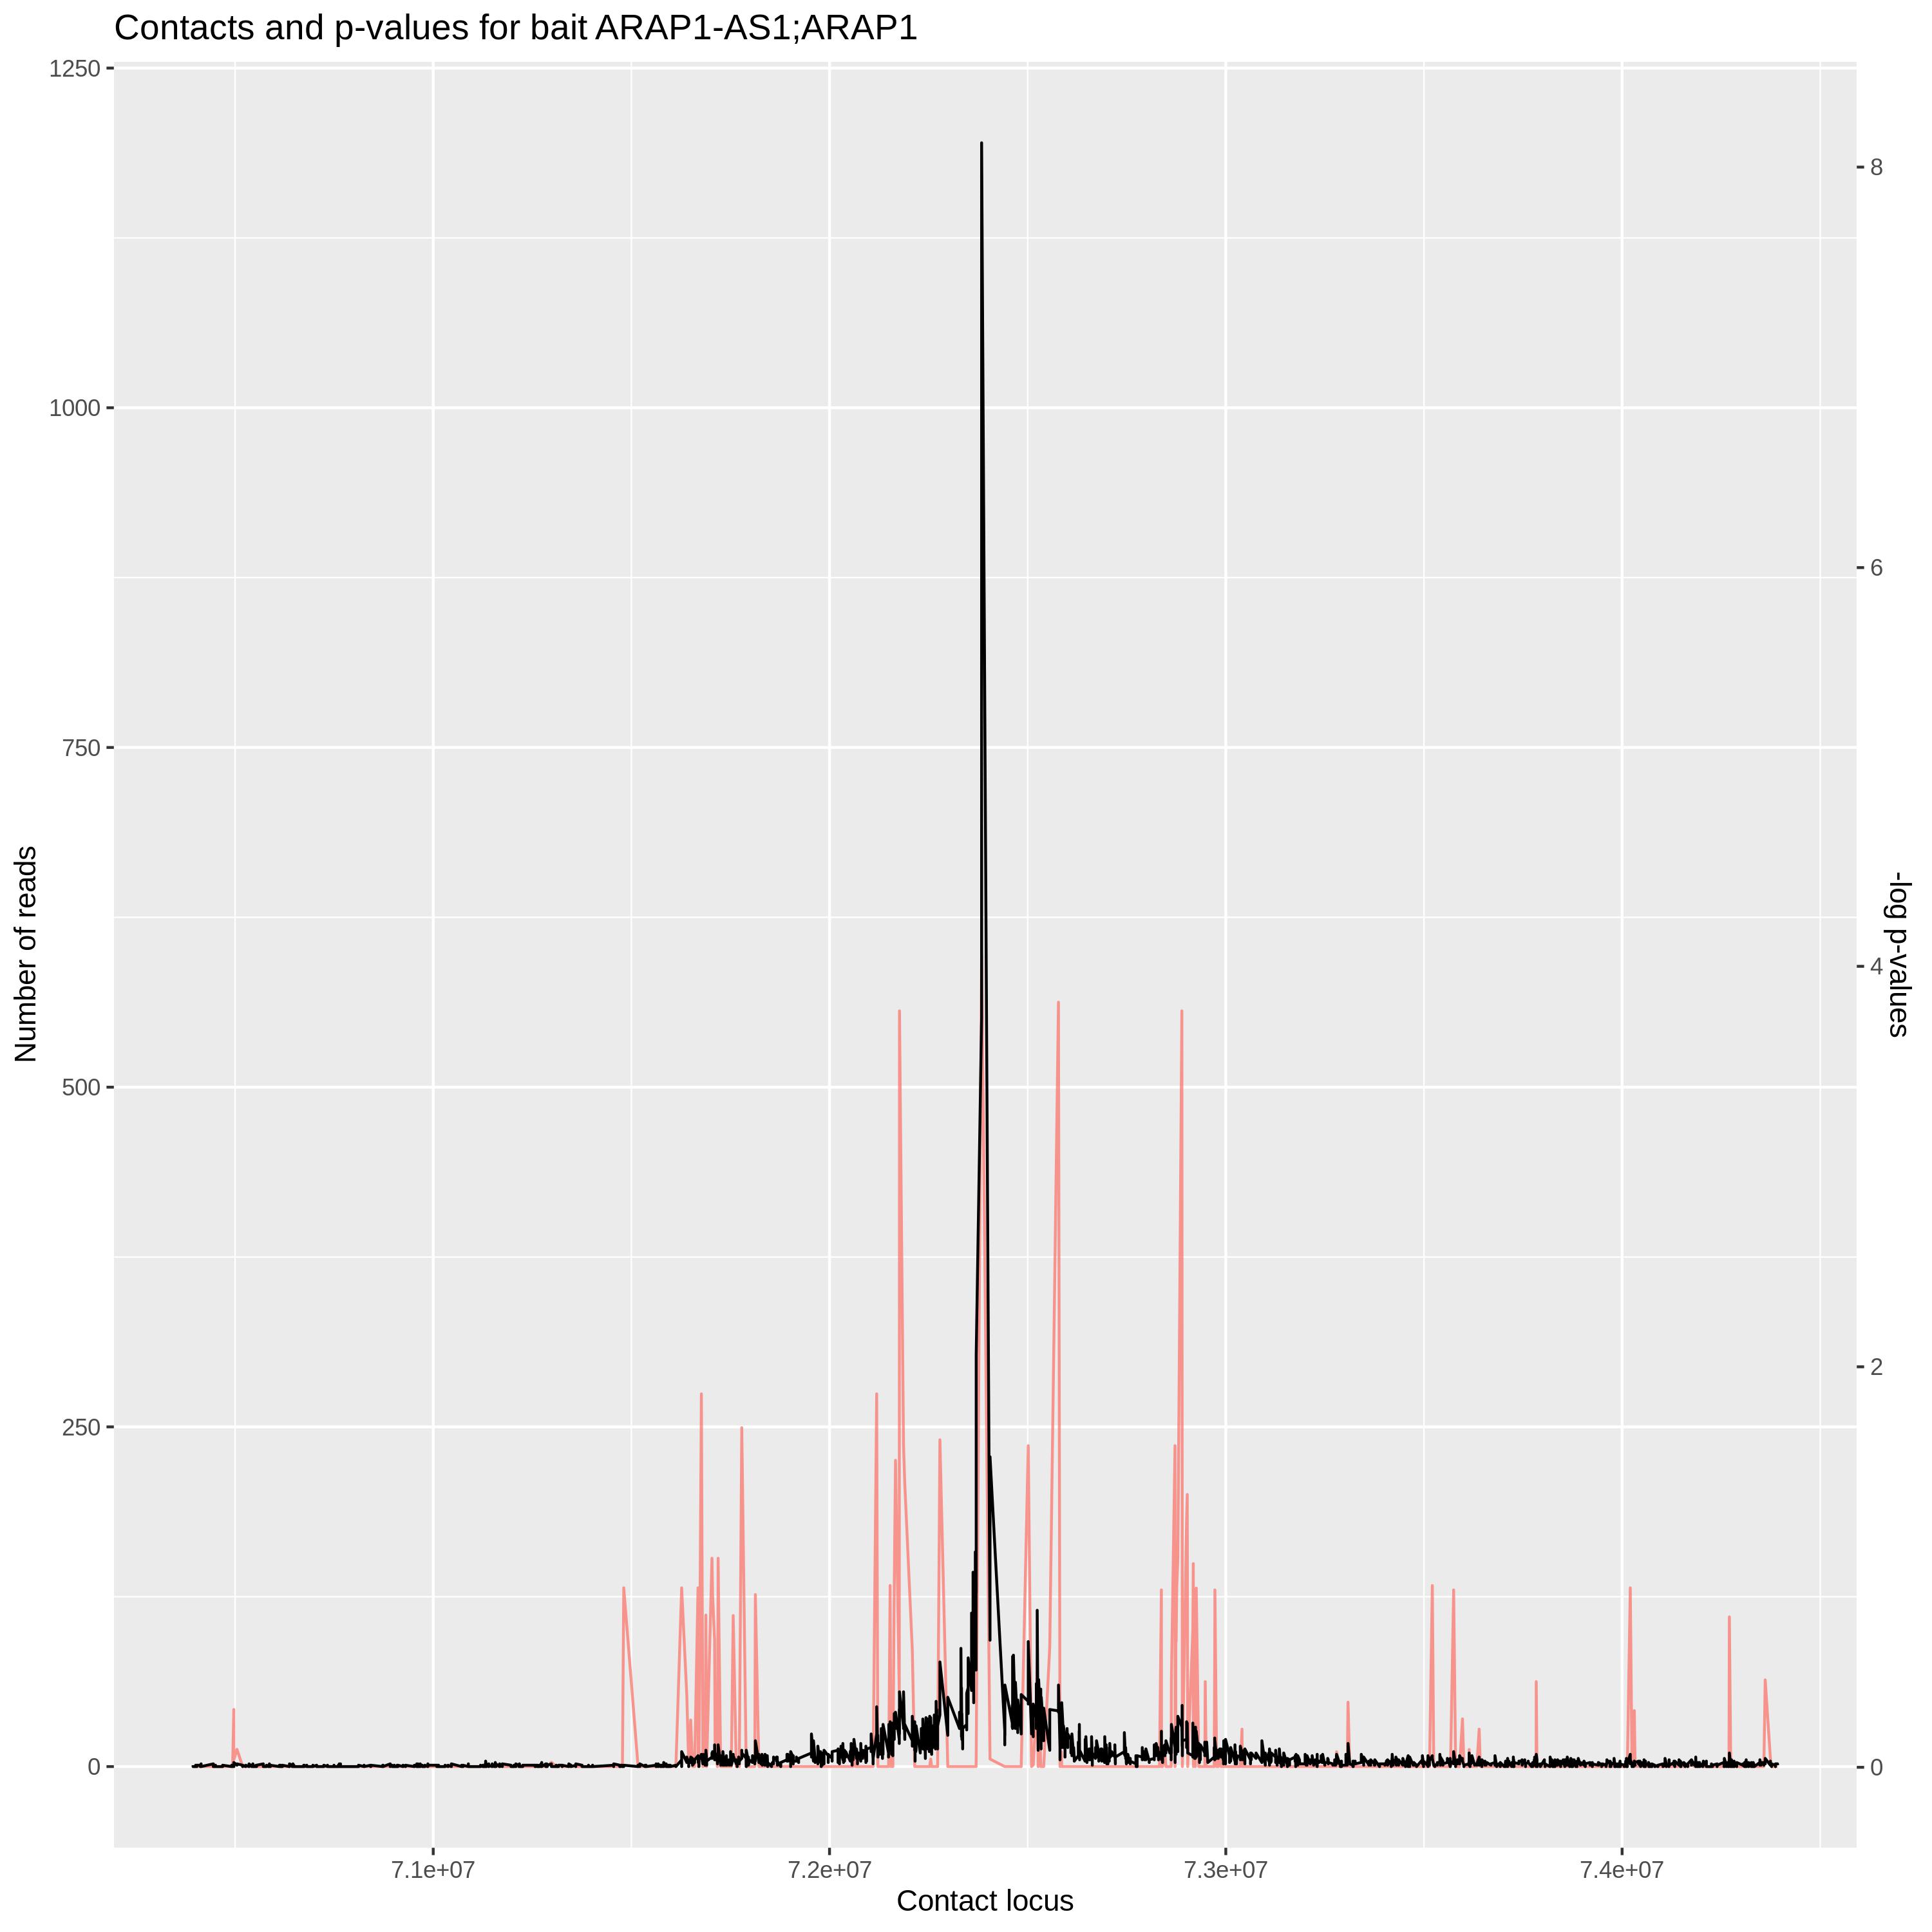 Contacts and p-values for bait ARAP1-AS1;ARAP1
1250
1000
750
500
250
0
Number of reads
8
6
4
2
0
-log p-values
7.1e+07 7.2e+07 7.3e+07 7.4e+07
Contact locus